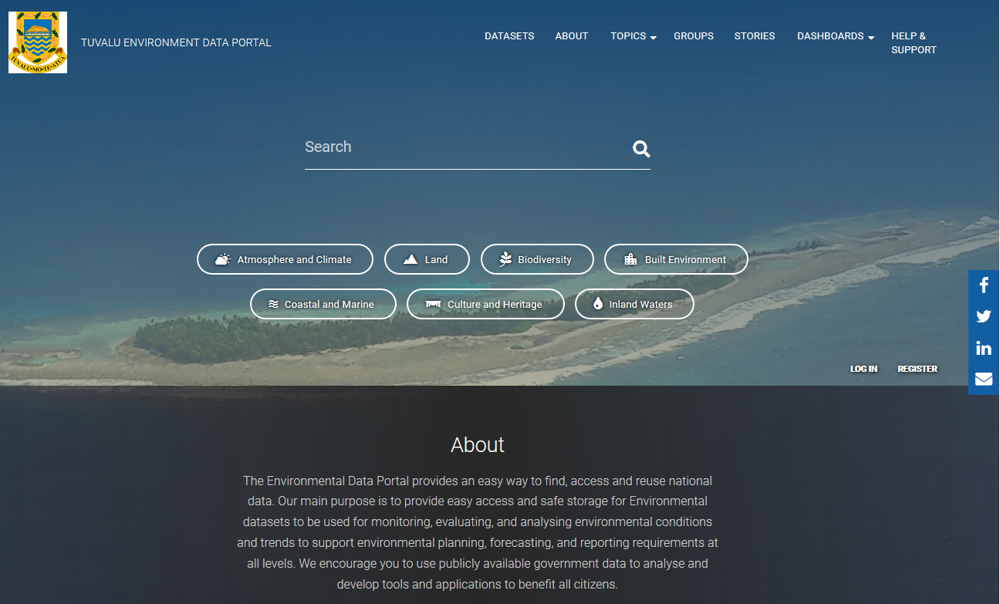 TUVALU•MO•TE•ATUA
TUVALU ENVIRONMENT DATA PORTAL
DATASETS
ABOUT
TOPICS
GROUPS
STORIES
DASHBOARDS
HELP &
SUPPORT
Search
Atmosphere and Climate
Land
Biodiversity
Built Environment
Coastal and Marine
Culture and Heritage
Inland Waters
LOG IN
REGISTER
About
The Environmental Data Portal provides an easy way to find, access and reuse national
data. Our main purpose is to provide easy access and safe storage for Environmental
datasets to be used for monitoring, evaluating, and analysing environmental conditions
and trends to support environmental planning, forecasting, and reporting requirements at
all levels. We encourage you to use publicly available government data to analyse and
develop tools and applications to benefit all citizens.